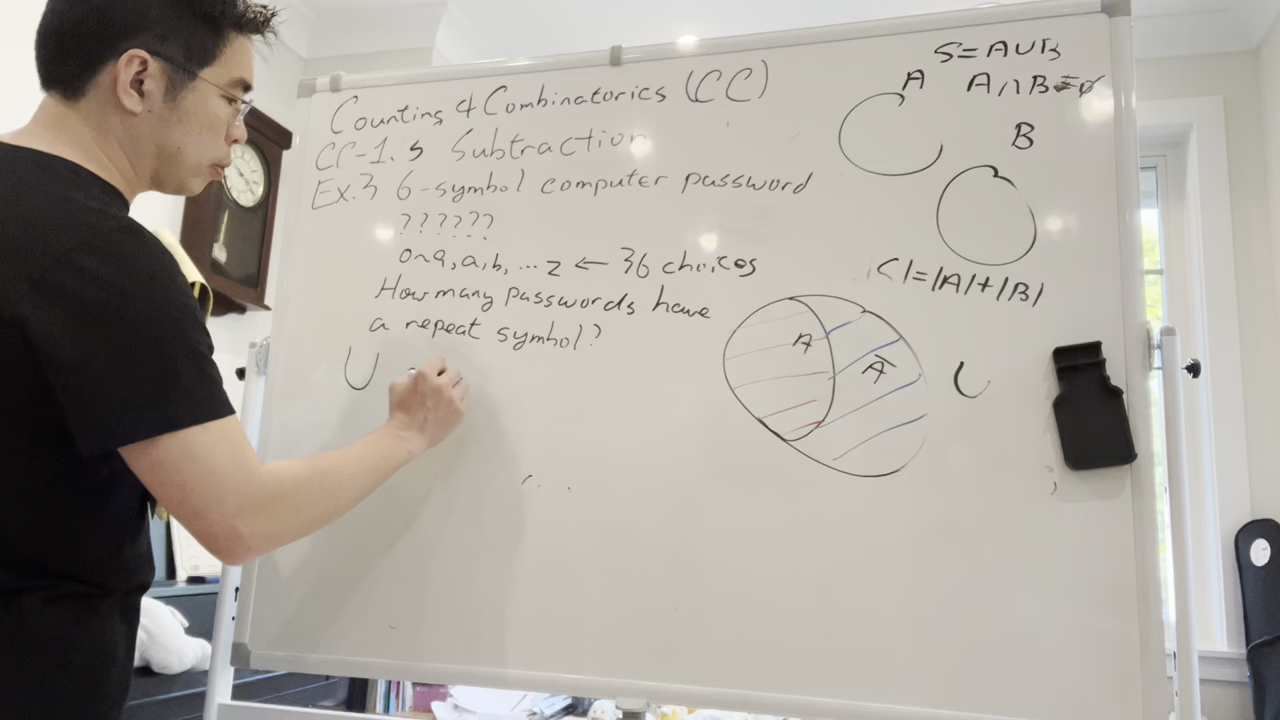 Counting & Combinatorics (CC)
CC-1.5 Subtraction
Ex.3 6-symbol computer password
??????
0~9,a,b, ... z ← 36 choices
How many passwords have
a repeat symbol?
U
S=A∪B
A A∩B=∅
B
|=|A|+|B|
A Ā U